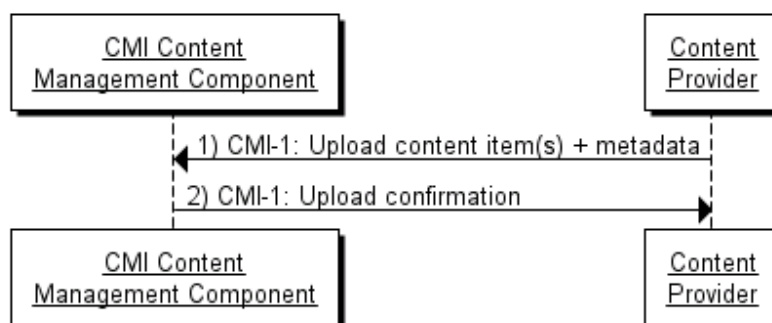 CMI Content
Management Component
Content
Provider
1) CMI-1: Upload content item(s) + metadata
2) CMI-1: Upload confirmation
CMI Content
Management Component
Content
Provider